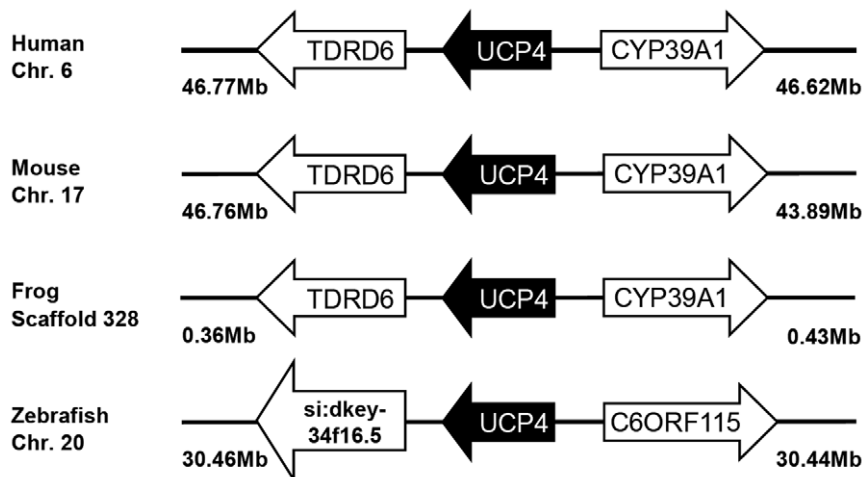 Human
Chr. 6
TDRD6
UCP4
CYP39A1
46.77Mb
46.62Mb
Mouse
Chr. 17
TDRD6
UCP4
CYP39A1
46.76Mb
43.89Mb
Frog
Scaffold 328
TDRD6
UCP4
CYP39A1
0.36Mb
0.43Mb
Zebrafish
Chr. 20
si:dkey-
34f16.5
UCP4
C6ORF115
30.46Mb
30.44Mb